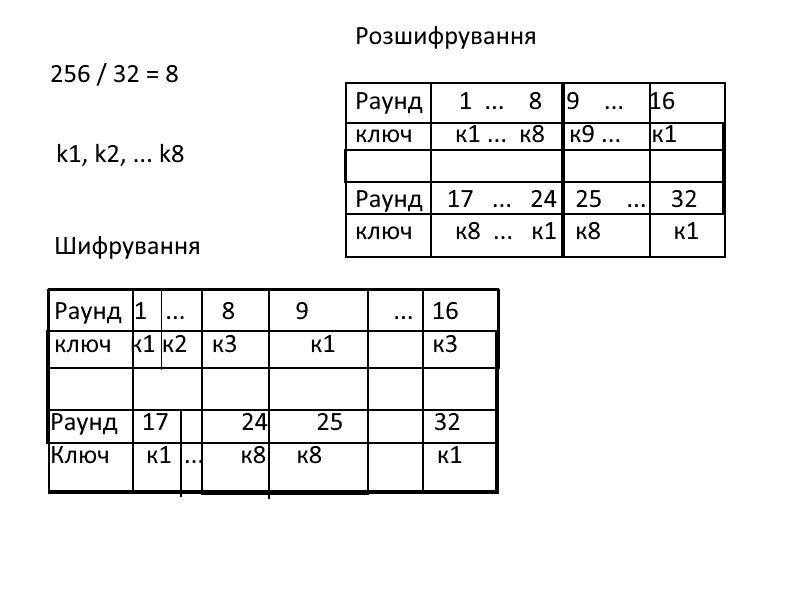 Розшифрування
256 / 32 = 8
Раунд 1 ... 8 9 ... 16
ключ к1 ... к8 к9 ... к1
k1, k2, ... k8
Раунд 17 ... 24 25 ... 32
ключ к8 ... к1 к8 к1
Шифрування
Раунд 1 ... 8 9 ... 16
ключ к1 к2 к3 к1 к3
Раунд 17 24 25 32
Ключ к1 ... к8 к8 к1